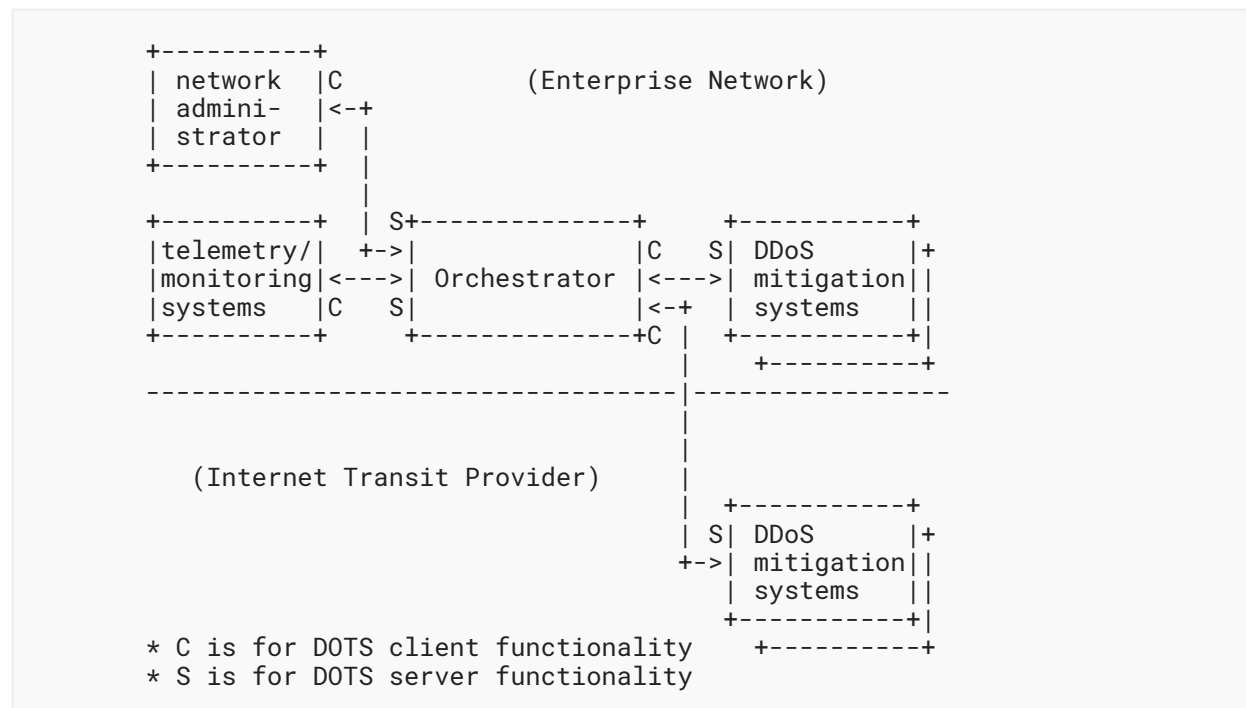 +----------+
| network  |C            (Enterprise Network)
| admini-  |<-+
| strator  |  |
+----------+  |
              |
+----------+  | S+--------------+     +-----------+
|telemetry/|  +->|              |C   S| DDoS      |+
|monitoring|<--->| Orchestrator |<--->| mitigation||
|systems   |C   S|              |<-+  | systems   ||
+----------+     +--------------+C |  +-----------+|
                                   |    +----------+
-----------------------------------|-----------------
                                   |
                                   |
   (Internet Transit Provider)     |
                                   |  +-----------+
                                   | S| DDoS      |+
                                   +->| mitigation||
                                      | systems   ||
                                      +-----------+|
* C is for DOTS client functionality    +----------+
* S is for DOTS server functionality